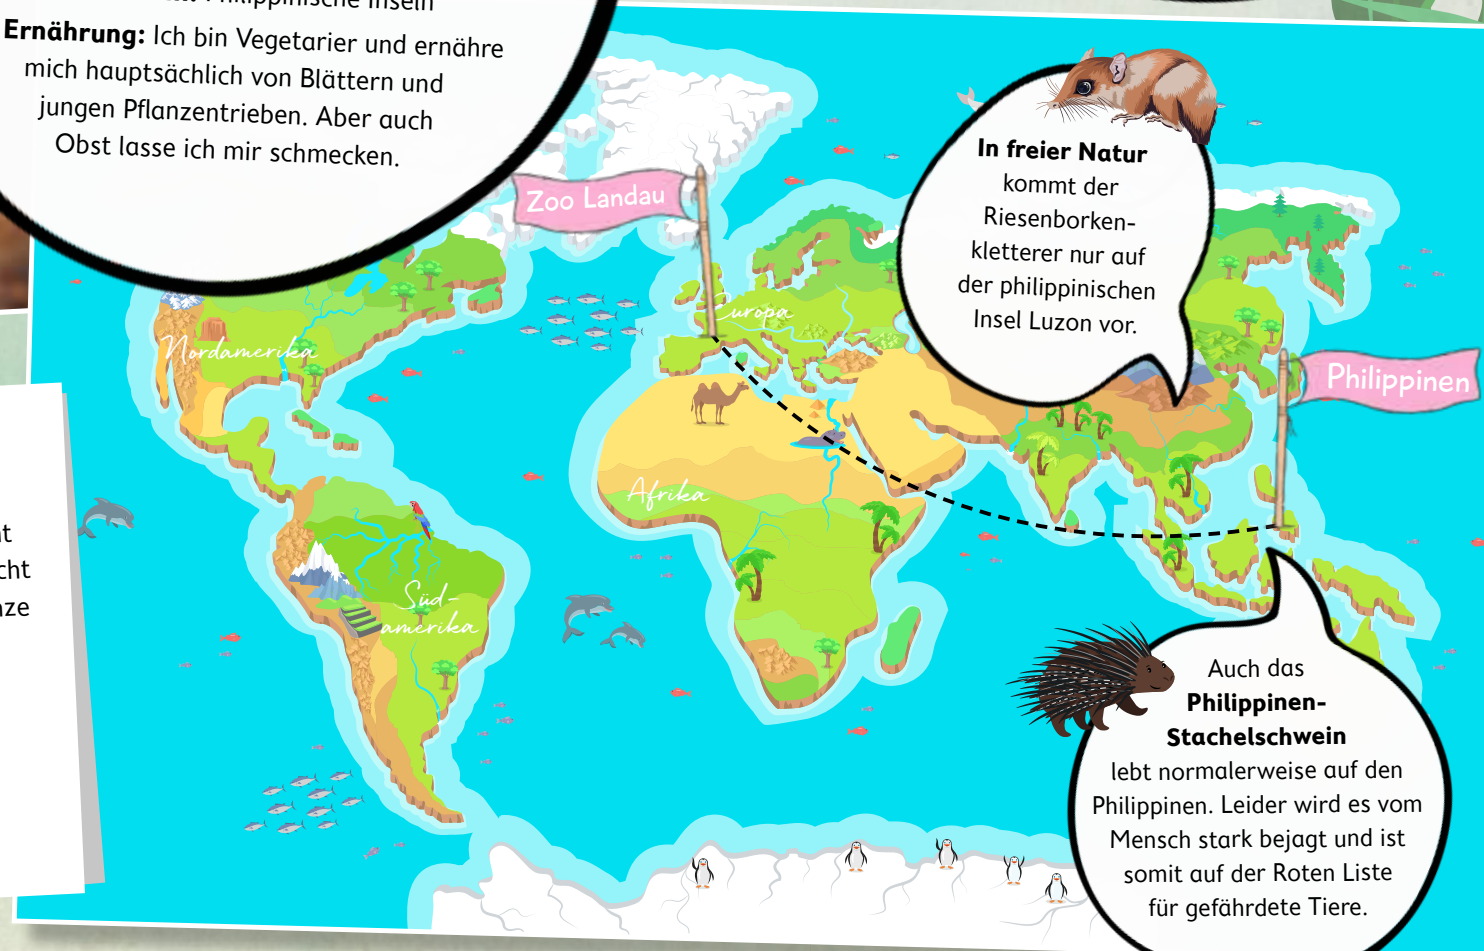 Philippinische Inseln
Ernährung: Ich bin Vegetarier und ernähre
mich hauptsächlich von Blättern und
jungen Pflanzentrieben. Aber auch
Obst lasse ich mir schmecken.
Zoo Landau
In freier Natur
kommt der
Riesenborken-
kletterer nur auf
der philippinischen
Insel Luzon vor.
Europa
Nordamerika
Philippinen
Afrika
Süd-
amerika
Auch das
Philippinen-
Stachelschwein
lebt normalerweise auf den
Philippinen. Leider wird es vom
Mensch stark bejagt und ist
somit auf der Roten Liste
für gefährdete Tiere.